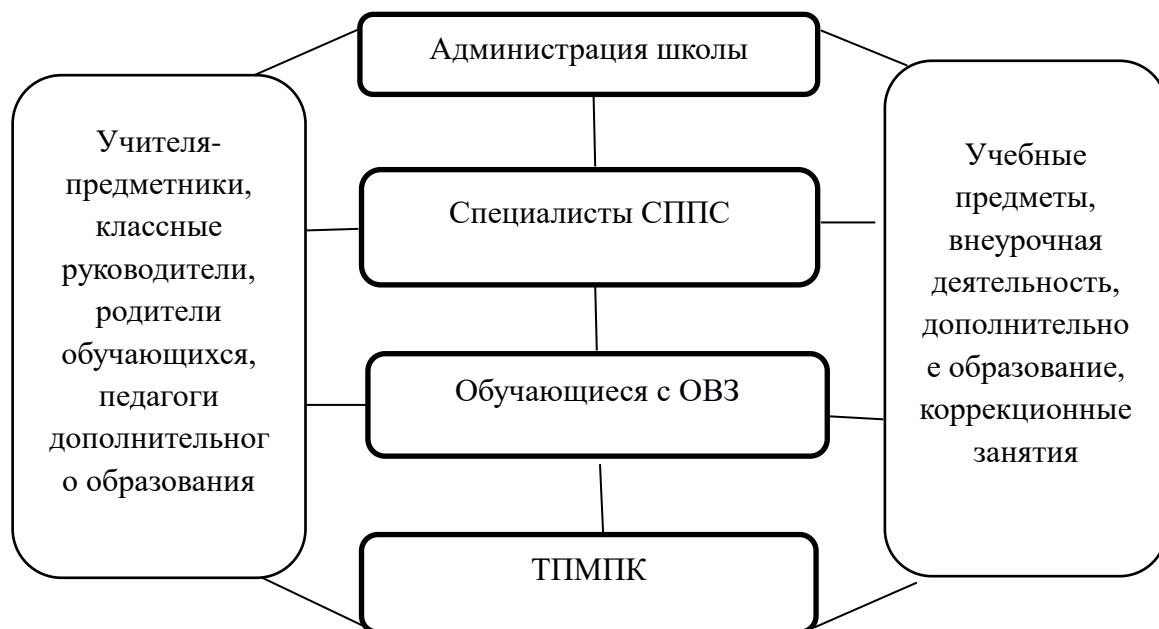 Администрация школы
Учителя-
предметники,
классные
руководители,
родители
обучающихся,
педагоги
дополнительног
о образования
Специалисты СППС
Обучающиеся с ОВЗ
ТПМПК
Учебные
предметы,
внеурочная
деятельность,
дополнительно
е образование,
коррекционные
занятия